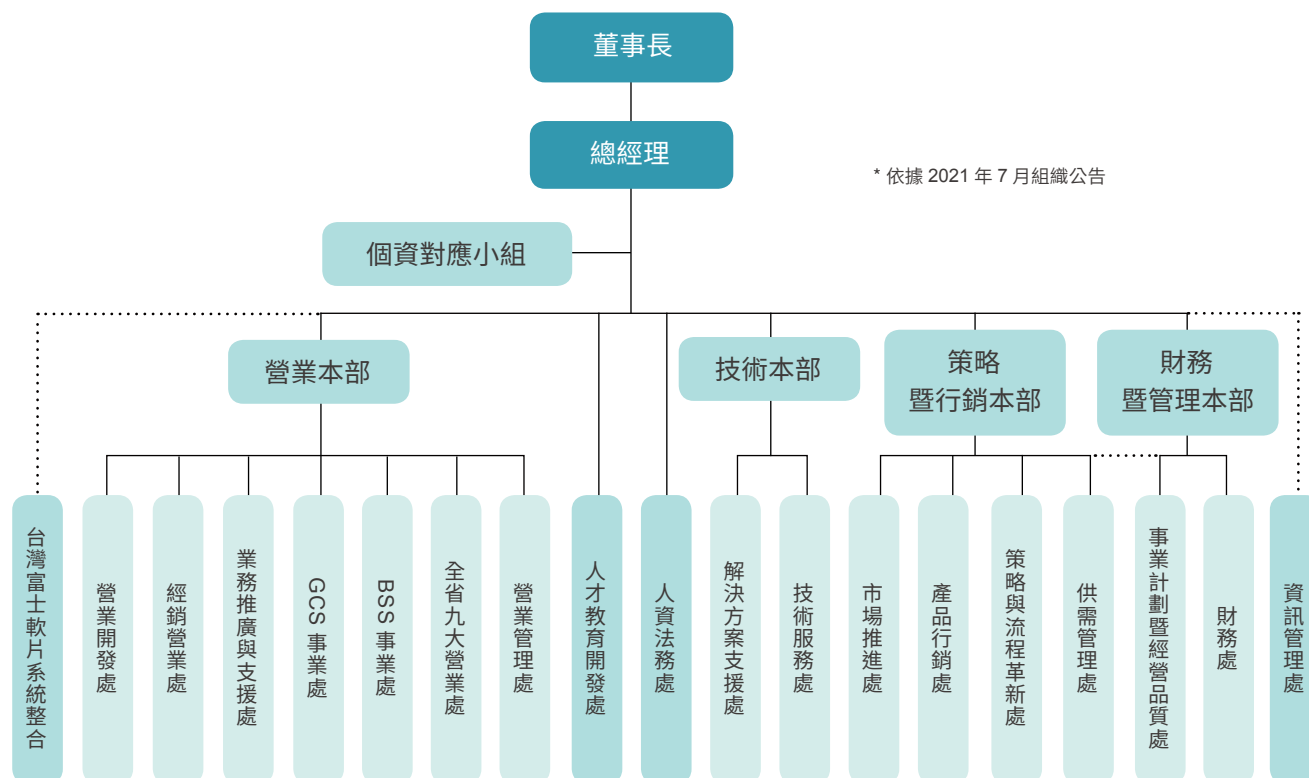 董事長
總經理
* 依據 2021 年 7 月組織公告
個資對應小組
營業本部
技術本部
策略
暨行銷本部
財務
暨管理本部
台灣富士軟片系統整合
營業開發處
經銷營業處
業務推廣與支援處
GCS 事業處
BSS 事業處
全省九大營業處
營業管理處
人才教育開發處
人資法務處
解決方案支援處
技術服務處
市場推進處
產品行銷處
策略與流程革新處
供需管理處
事業計劃暨經營品質處
財務處
資訊管理處